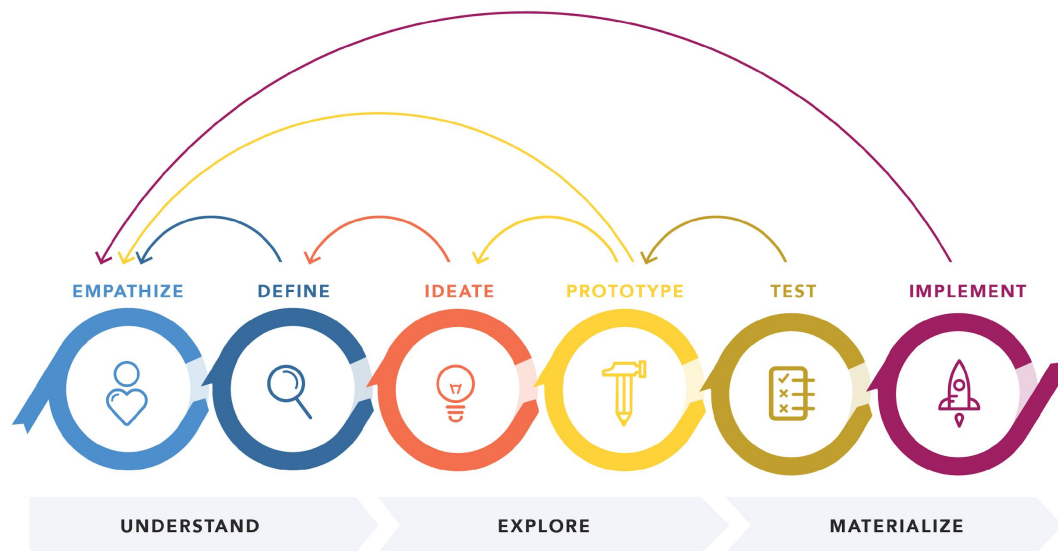 EMPATHIZE
DEFINE
IDEATE
PROTOTYPE
TEST
IMPLEMENT
UNDERSTAND
EXPLORE
MATERIALIZE